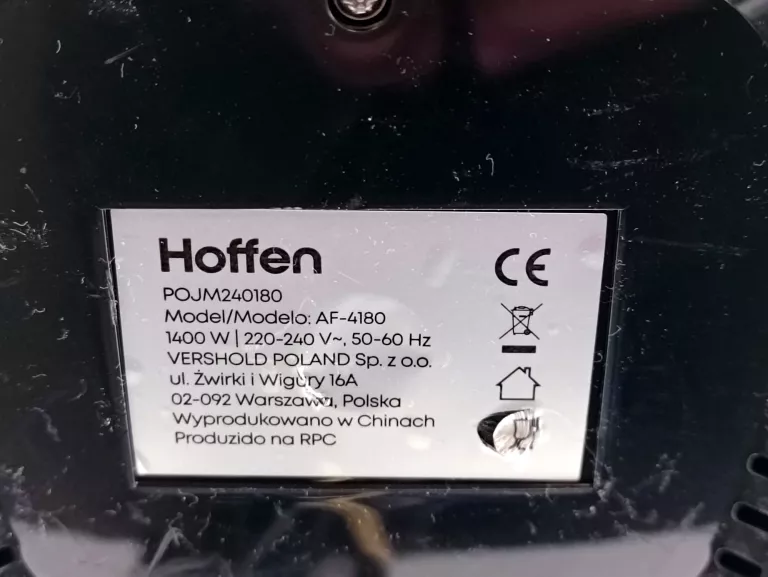 Hoffen
CE
POJM240180
Model/Modelo: AF-4180
1400 W | 220-240 V~, 50-60 Hz
VERSHOLD POLAND Sp. z o.o.
ul. Żwirki i Wigury 16A
02-092 Warszawa, Polska
Wyprodukowano w Chinach
Produzido na RPC